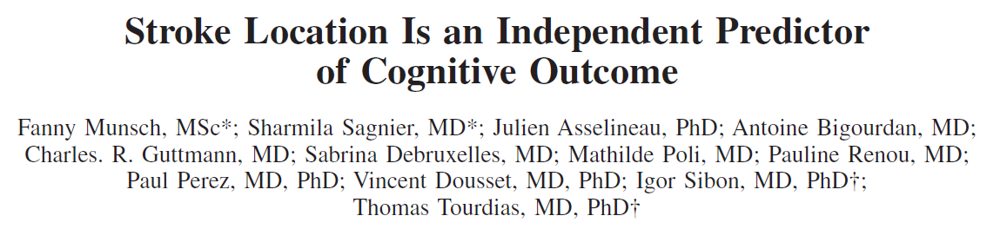 Stroke Location Is an Independent Predictor
of Cognitive Outcome
Fanny Munsch, MSc*; Sharmila Sagnier, MD*; Julien Asselineau, PhD; Antoine Bigourdan, MD;
Charles. R. Guttmann, MD; Sabrina Debruxelles, MD; Mathilde Poli, MD; Pauline Renou, MD;
Paul Perez, MD, PhD; Vincent Dousset, MD, PhD; Igor Sibon, MD, PhD†;
Thomas Tourdias, MD, PhD†